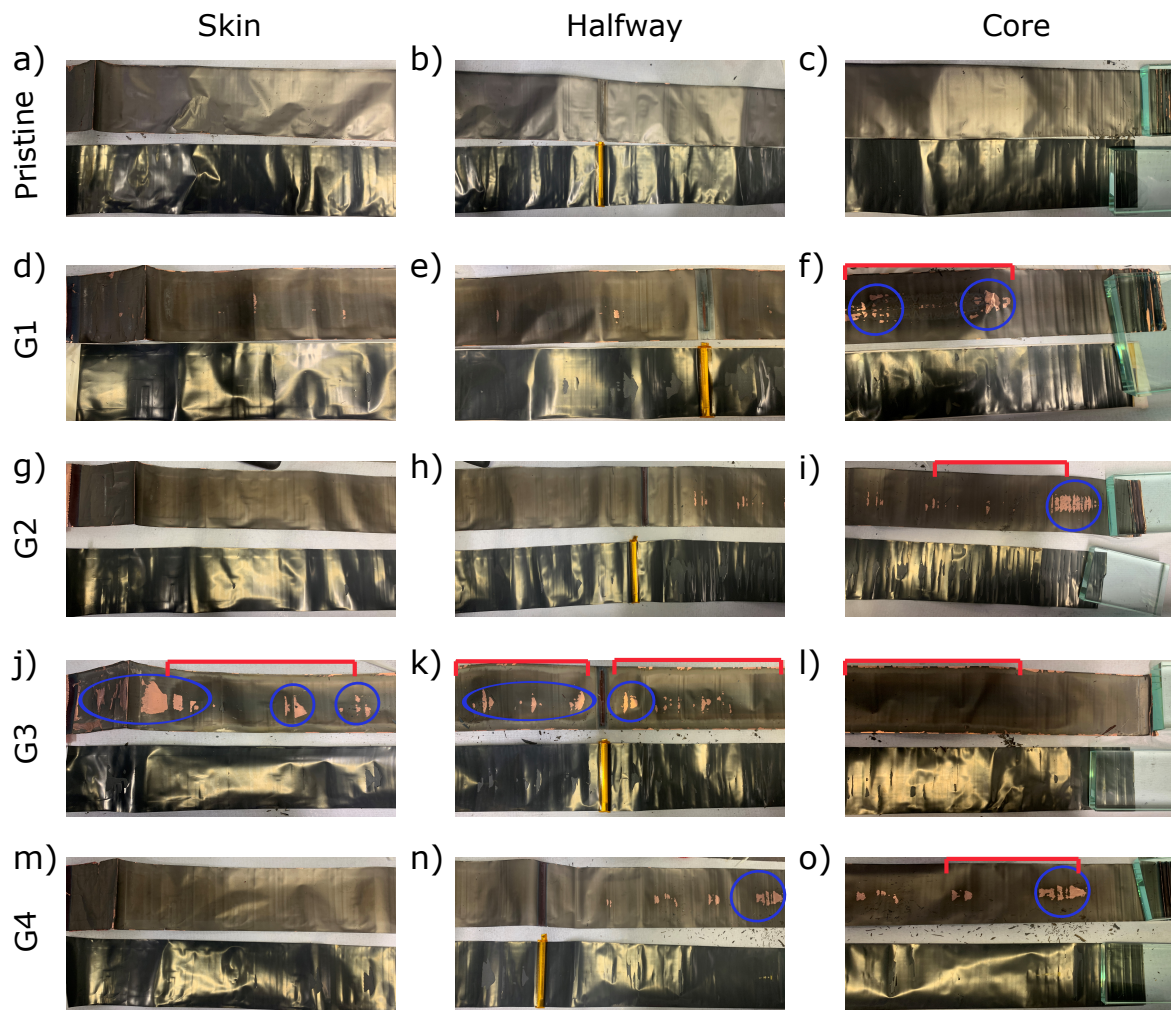 Skin Halfway Core
a) b) c)
Pristine
d) e) f)
G1
g) h) i)
G2
j) k) l)
G3
m) n) o)
G4